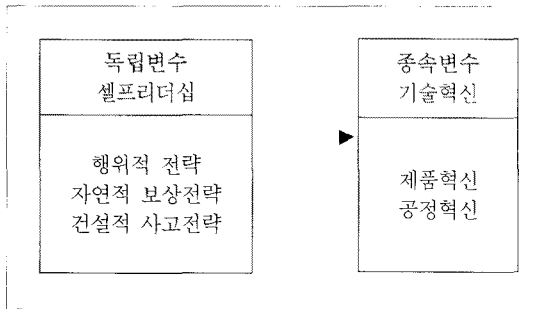 독립변수
셀프리더십
행위적 전략
자연적 보상전략
건설적 사고전략
종속변수
기술혁신
제품혁신
공정혁신